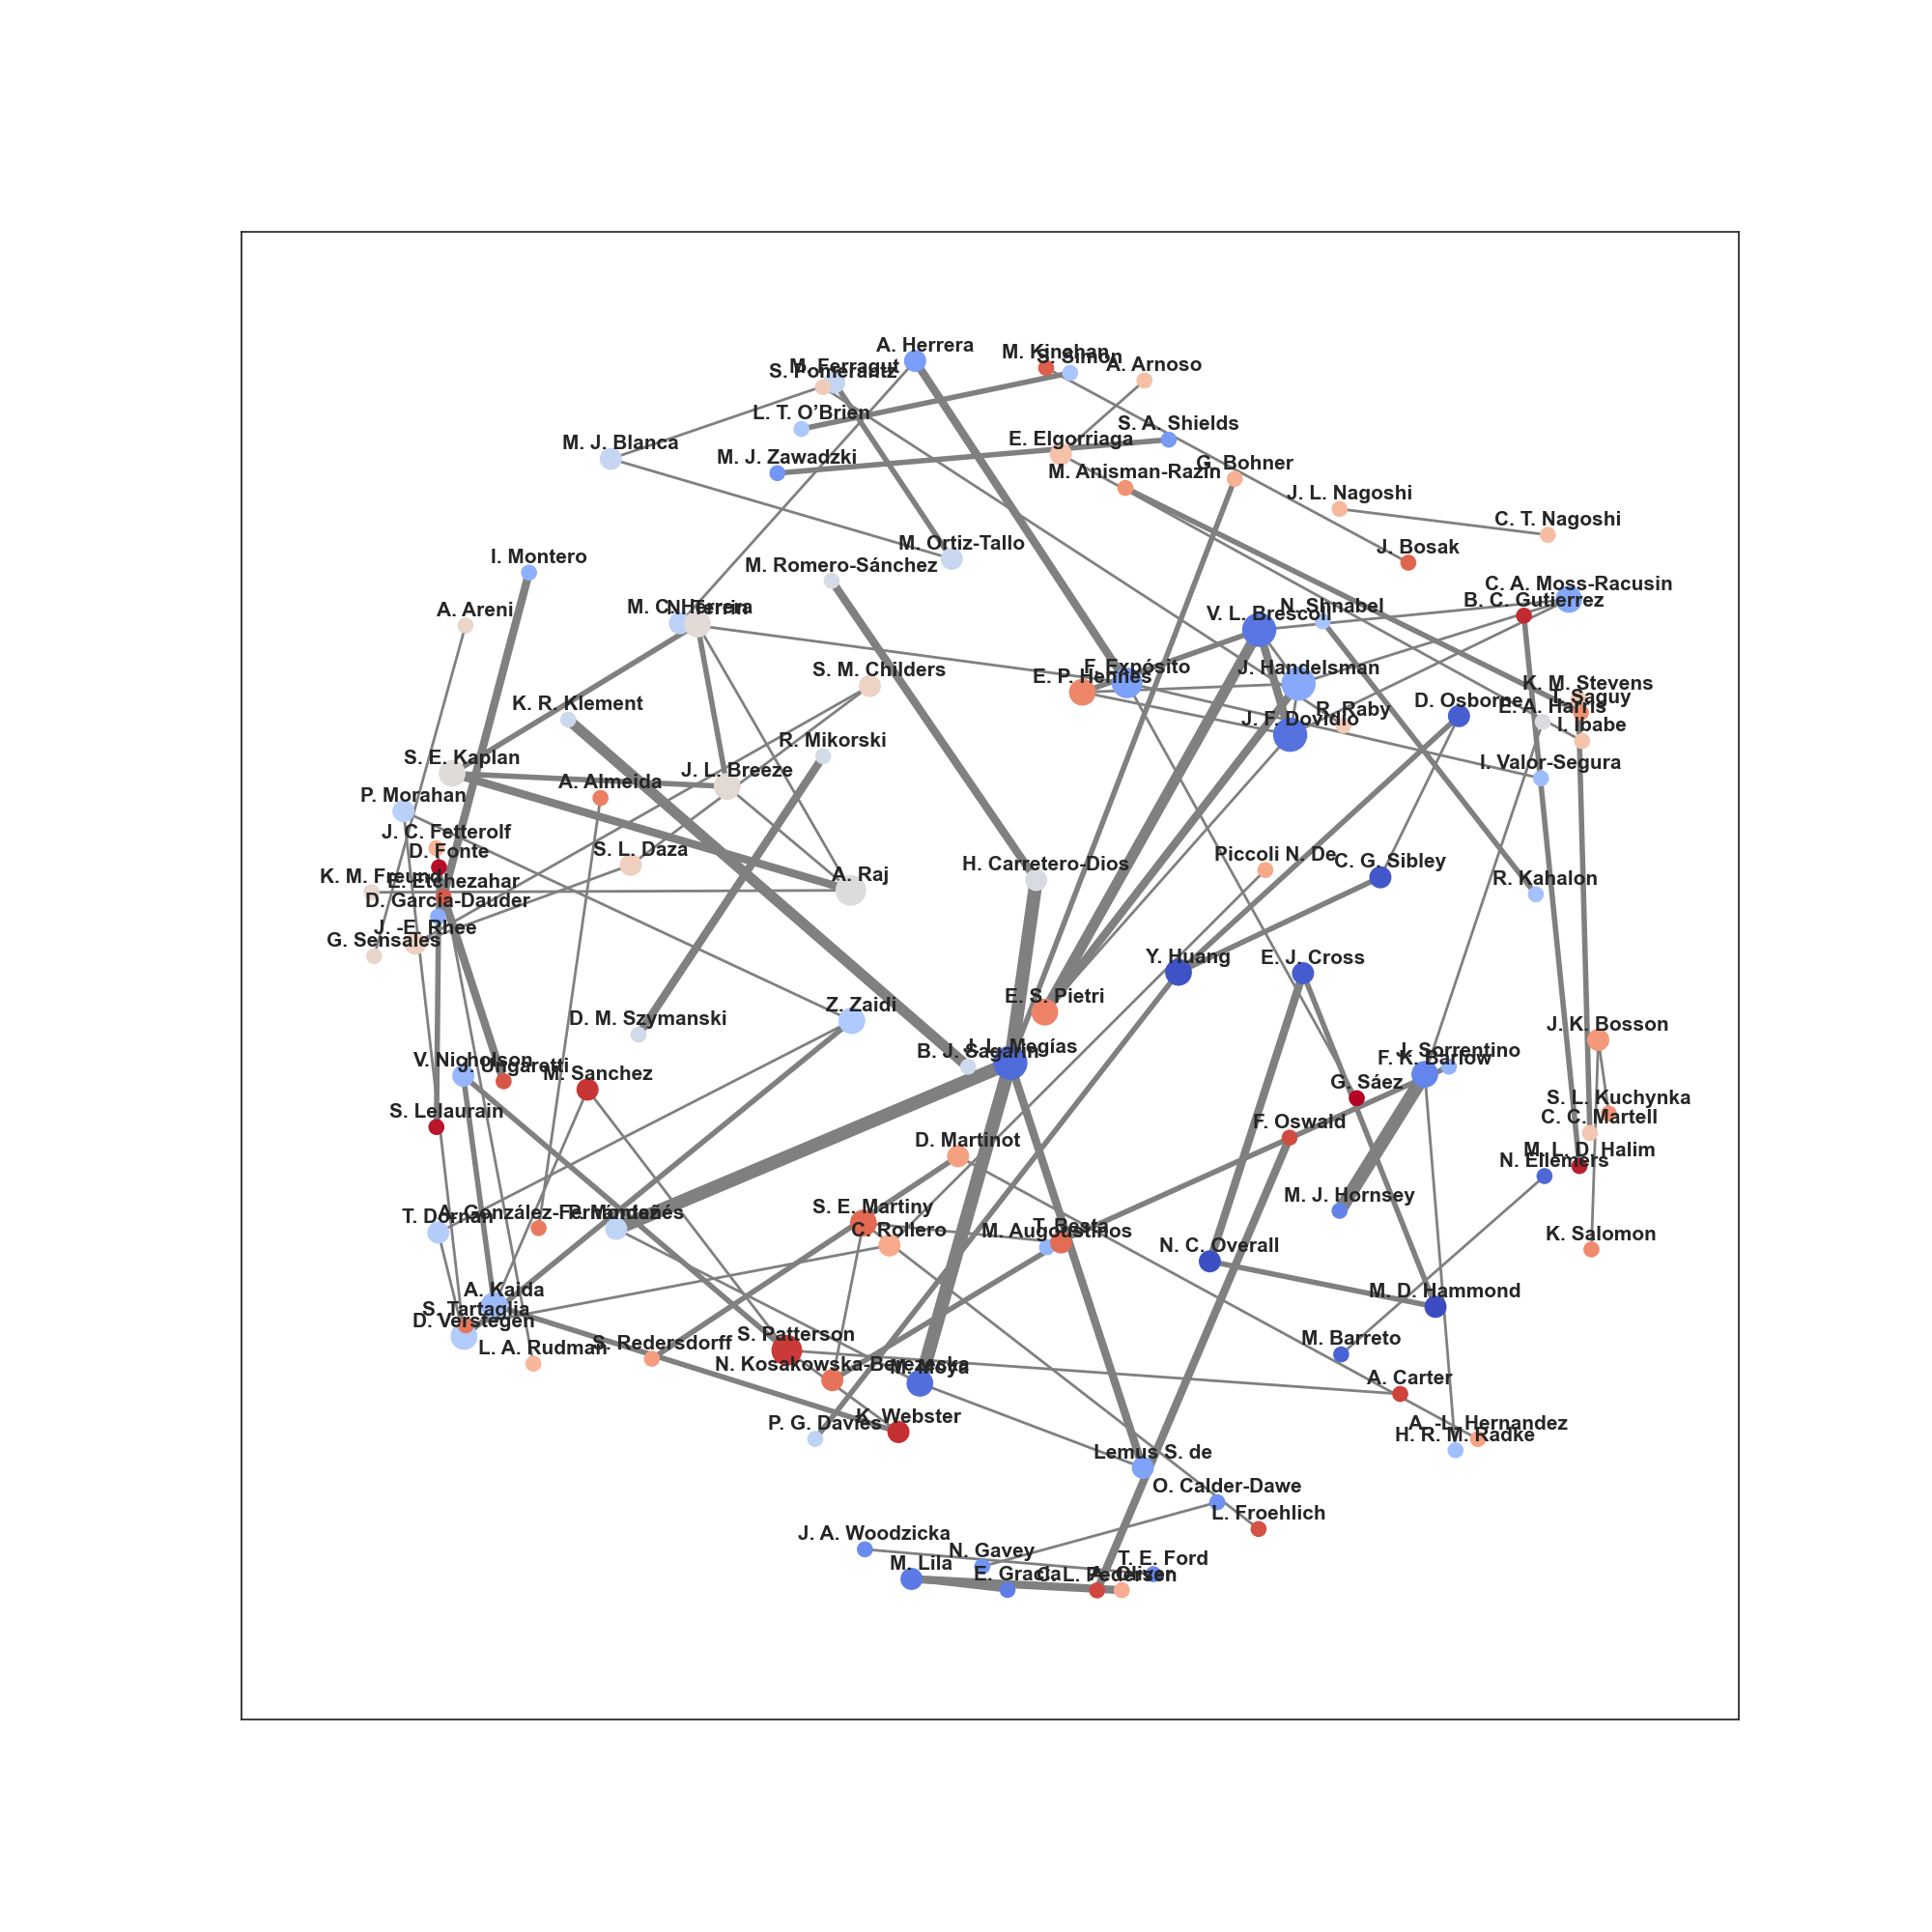 A. Herrera
M. Kinahan
S. Simon
A. Arnoso
M. Ferragut
S. Pomerantz
L. T. O’Brien
S. A. Shields
M. J. Blanca
E. Elgorriaga
M. J. Zawadzki
G. Bohner
M. Anisman-Razin
J. L. Nagoshi
C. T. Nagoshi
M. Ortiz-Tallo
J. Bosak
I. Montero
M. Romero-Sánchez
C. A. Moss-Racusin
B. C. Gutierrez
A. Areni
M. C. Herrera
N. Terrin
V. L. Brescoll
N. Shnabel
S. M. Childers
F. Expósito
E. P. Hennes
J. Handelsman
K. M. Stevens
T. Saguy
K. R. Klement
D. Osborne
E. A. Harris
R. Raby
J. F. Dovidio
I. Ibabe
R. Mikorski
S. E. Kaplan
J. L. Breeze
A. Almeida
I. Valor-Segura
P. Morahan
J. C. Fetterolf
D. Fonte
S. L. Daza
H. Carretero-Dios
Piccoli N. De
C. G. Sibley
K. M. Freund
E. Etchezahar
A. Raj
R. Kahalon
D. García-Dauder
J. -E. Rhee
G. Sensales
Y. Huang
E. J. Cross
Z. Zaidi
E. S. Pietri
D. M. Szymanski
J. K. Bosson
B. J. Sagarin
J. L. Megías
J. Sorrentino
F. K. Barlow
V. Nicholson
J. Ungaretti
M. Sanchez
G. Sáez
S. L. Kuchynka
S. Lelaurain
C. C. Martell
F. Oswald
D. Martinot
M. L. D. Halim
N. Ellemers
M. J. Hornsey
T. Dornan
A. González-Fernández
P. Montañés
S. E. Martiny
C. Rollero
M. Augoustinos
T. Besta
N. C. Overall
K. Salomon
A. Kaida
M. D. Hammond
S. Tartaglia
D. Verstegen
L. A. Rudman
S. Redersdorff
S. Patterson
M. Barreto
N. Kosakowska-Berezecka
M. Moya
A. Carter
P. G. Davies
K. Webster
A. -L. Hernandez
H. R. M. Radke
Lemus S. de
O. Calder-Dawe
L. Froehlich
J. A. Woodzicka
N. Gavey
T. E. Ford
M. Lila
E. Gracia
C. L. Pedersen
A. Oliver